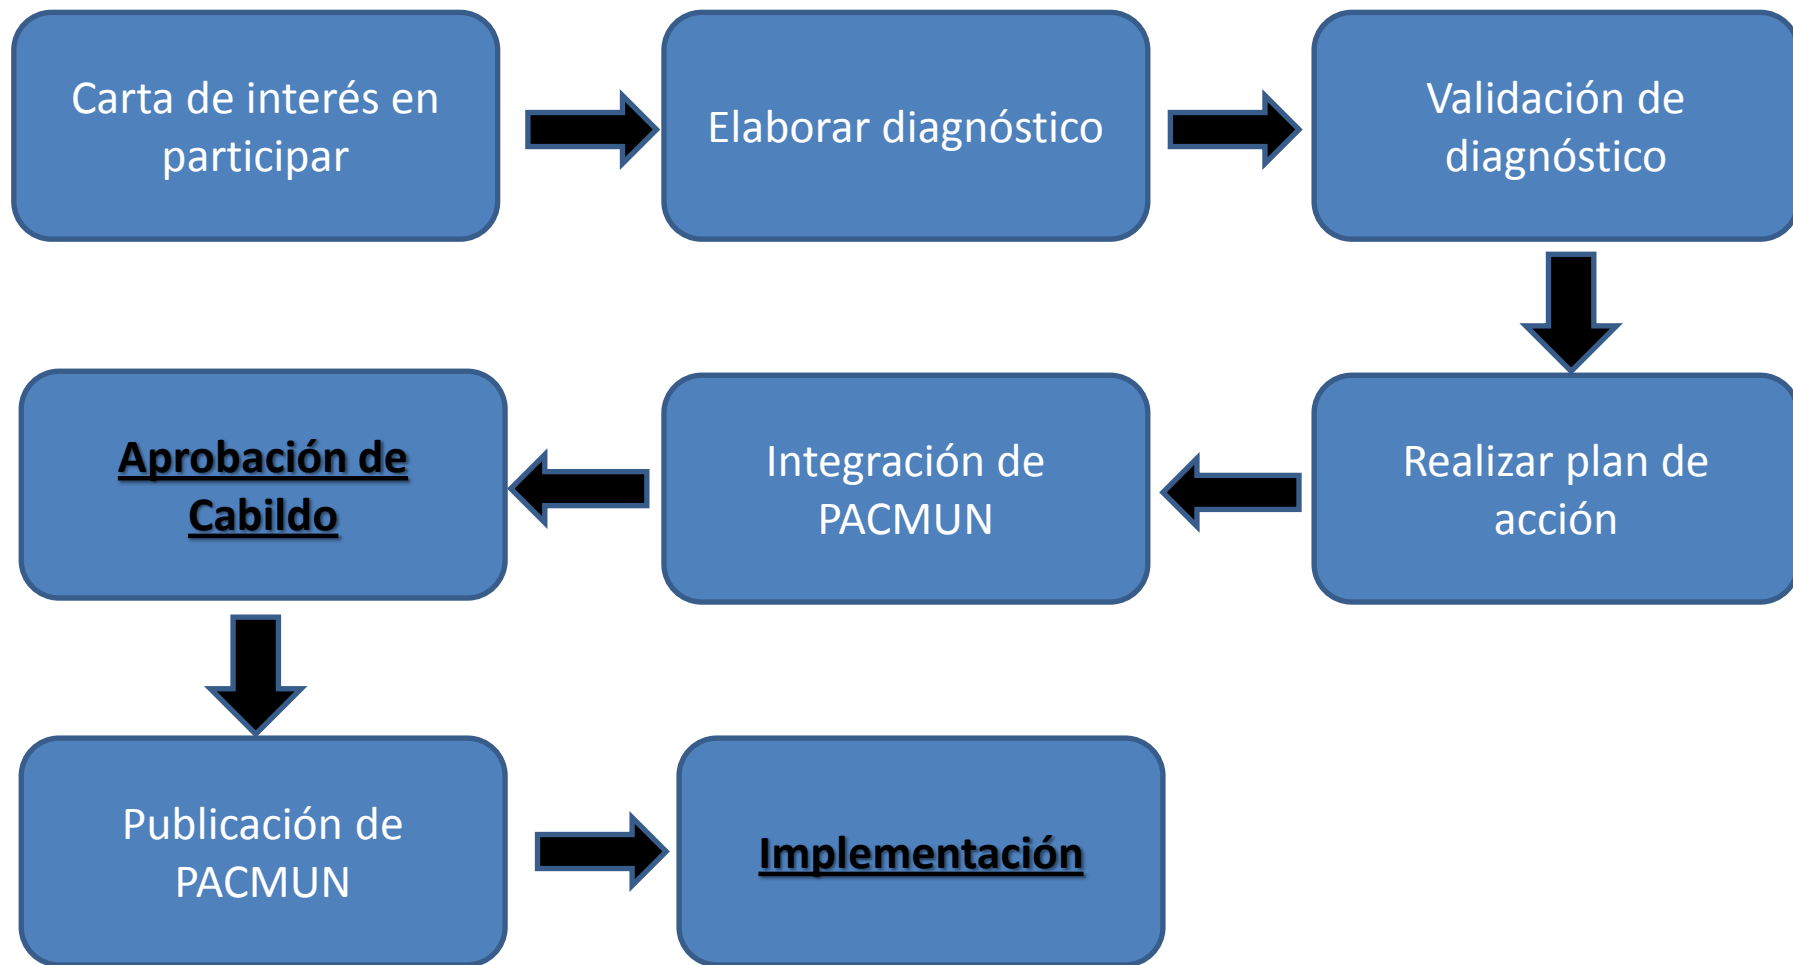 Carta de interés en
participar
Elaborar diagnóstico
Validación de
diagnóstico
Realizar plan de
acción
Integración de
PACMUN
Aprobación de
Cabildo
Publicación de
PACMUN
Implementación